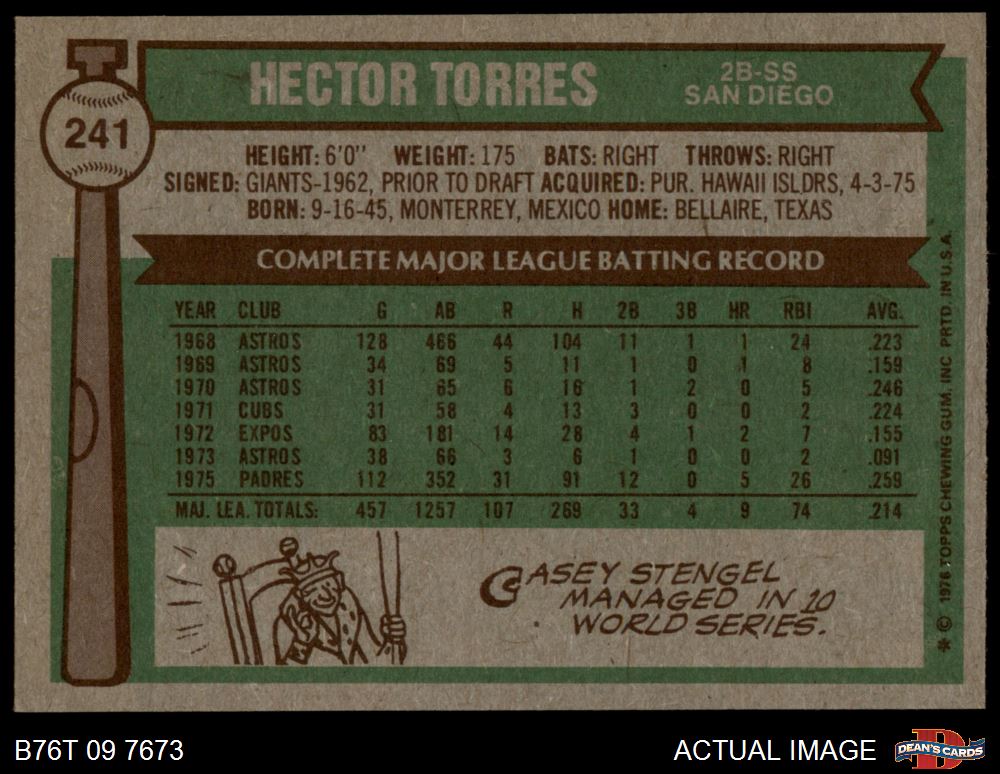 241
HECTOR TORRES
2B-SS
SAN DIEGO
HEIGHT: 6'0" WEIGHT: 175 BATS: RIGHT THROWS: RIGHT
SIGNED: GIANTS-1962, PRIOR TO DRAFT ACQUIRED: PUR. HAWAII ISLDRS, 4-3-75
BORN: 9-16-45, MONTERREY, MEXICO HOME: BELLAIRE, TEXAS
COMPLETE MAJOR LEAGUE BATTING RECORD
YEAR CLUB G AB R H 2B 3B HR RBI AVG.
1968 ASTROS 128 466 44 104 11 1 1 24 .223
1969 ASTROS 34 69 5 11 1 0 1 8 .159
1970 ASTROS 31 65 6 16 1 2 0 5 .246
1971 CUBS 31 58 4 13 3 0 0 2 .224
1972 EXPOS 83 181 14 28 4 1 2 7 .155
1973 ASTROS 38 66 3 6 1 0 0 2 .091
1975 PADRES 112 352 31 91 12 0 5 26 .259
MAJ. LEA. TOTALS: 457 1257 107 269 33 4 9 74 .214
CASEY STENGEL
MANAGED IN 10
WORLD SERIES.
* © 1976 TOPPS CHEWING GUM, INC. PRTD. IN U.S.A.
B76T 09 7673
ACTUAL IMAGE
D
DEAN'S CARDS